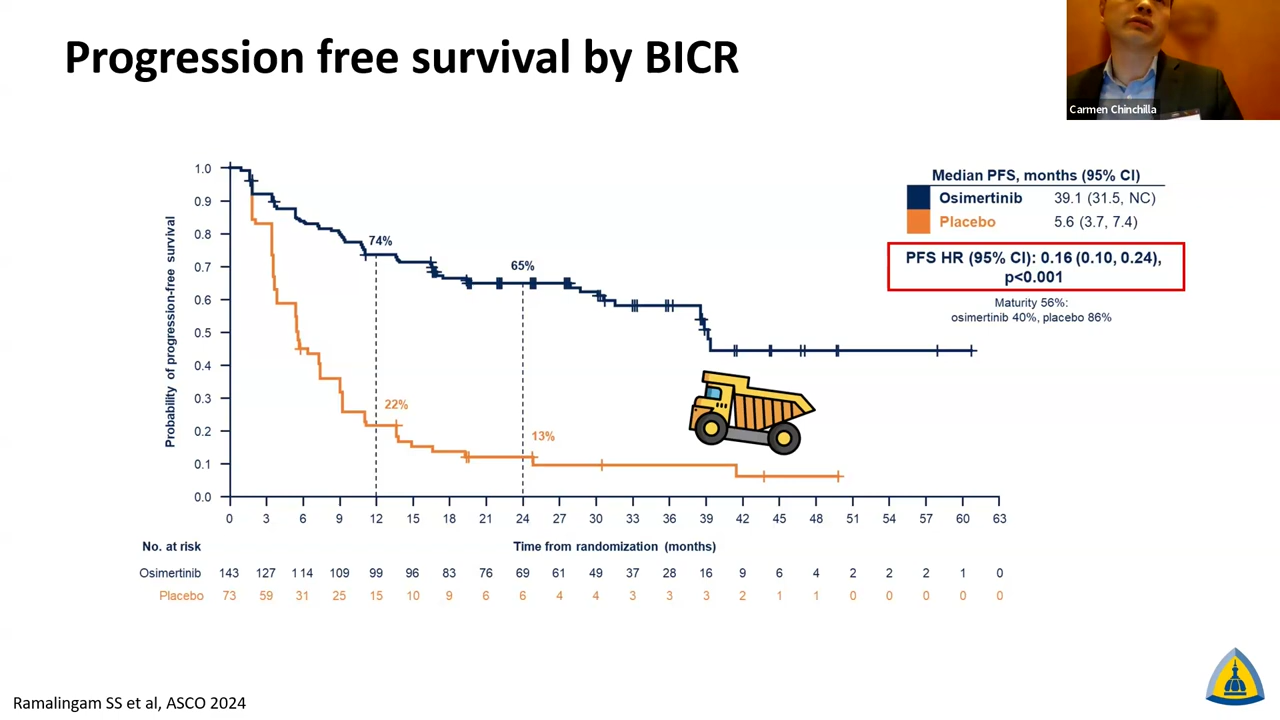 Progression free survival by BICR
Carmen Chinchilla
Probability of progression-free survival
1.0
0.9
0.8
0.7
0.6
0.5
0.4
0.3
0.2
0.1
0.0
74%
65%
22%
13%
Median PFS, months (95% CI)
Osimertinib 39.1 (31.5, NC)
Placebo 5.6 (3.7, 7.4)
PFS HR (95% CI): 0.16 (0.10, 0.24),
p<0.001
Maturity 56%:
osimertinib 40%, placebo 86%
0 3 6 9 12 15 18 21 24 27 30 33 36 39 42 45 48 51 54 57 60 63
No. at risk Time from randomization (months)
Osimertinib 143 127 114 109 99 96 83 76 69 61 49 37 28 16 9 6 4 2 2 2 1 0
Placebo 73 59 31 25 15 10 9 6 6 4 4 3 3 3 2 1 1 0 0 0 0 0
Ramalingam SS et al, ASCO 2024